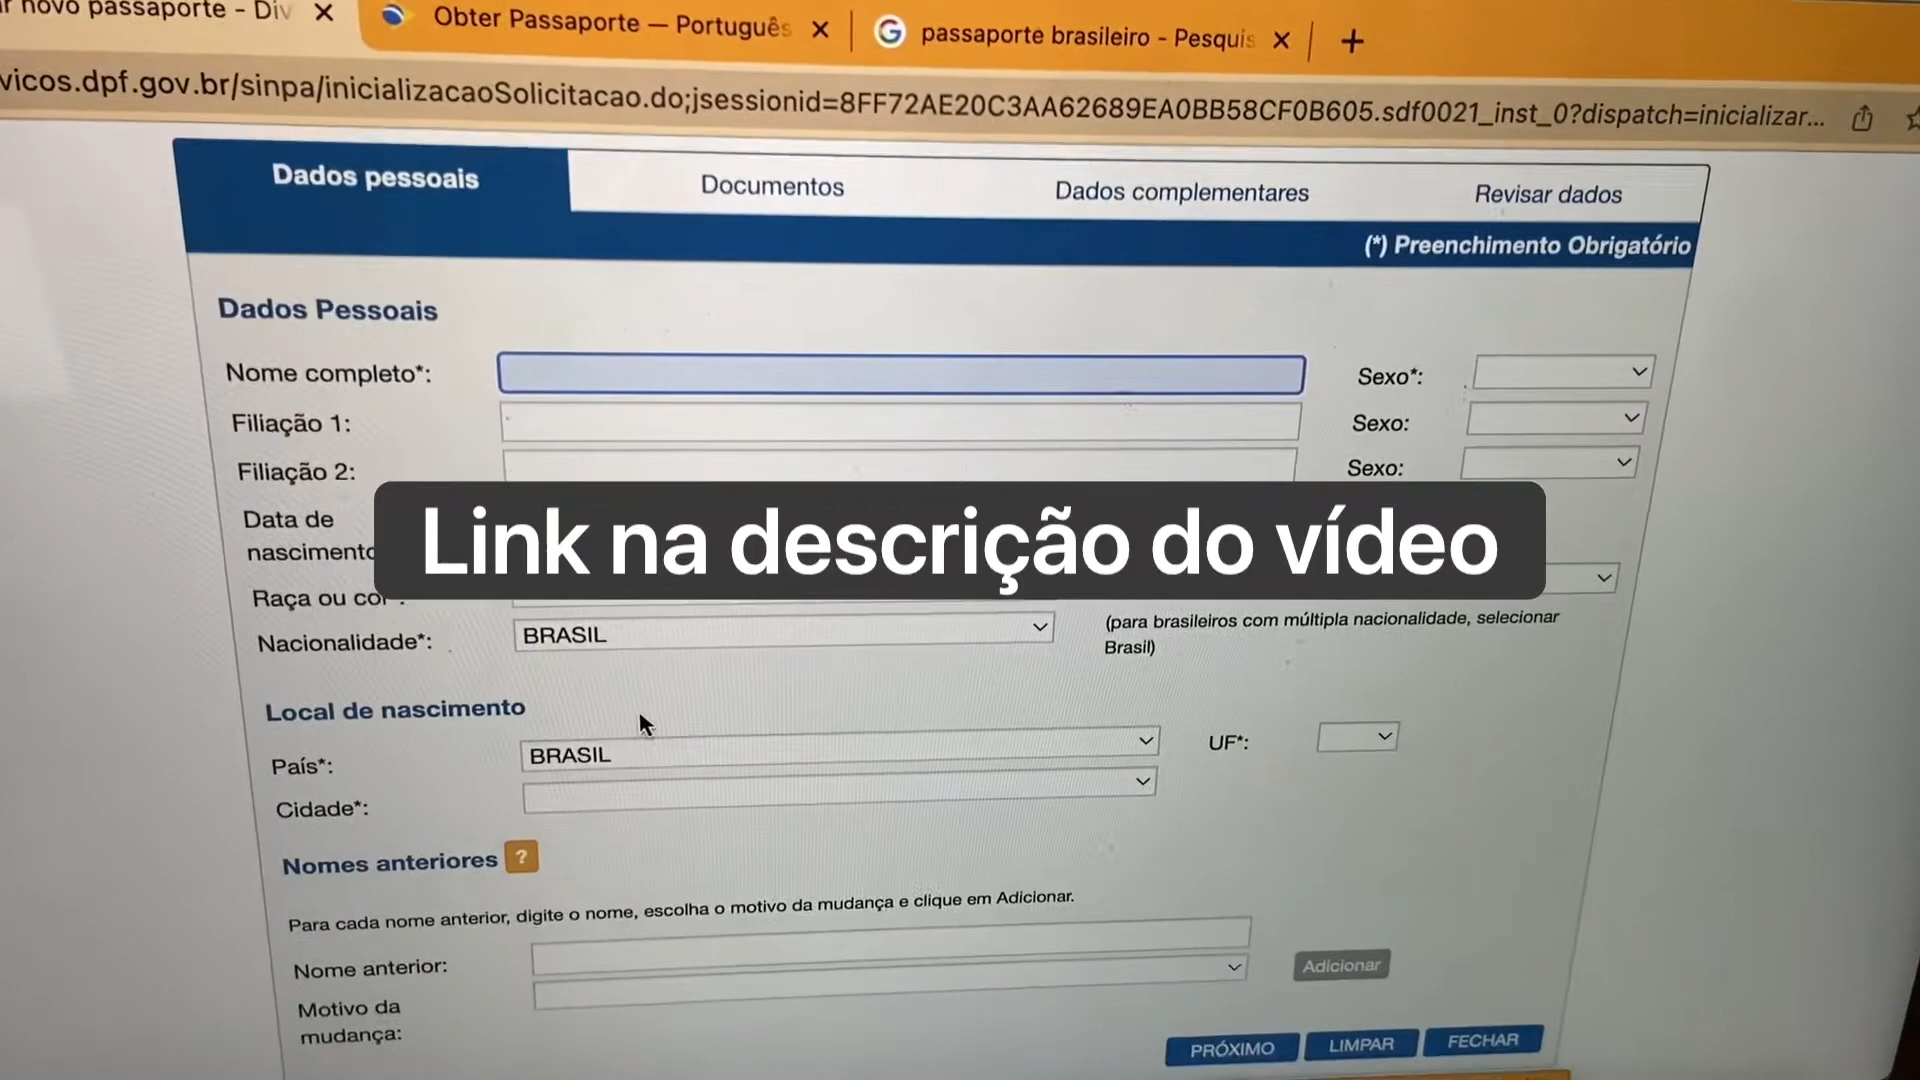 r novo passaporte - Div
Obter Passaporte — Português
passaporte brasileiro - Pesquis
vicos.dpf.gov.br/sinpa/inicializacaoSolicitacao.do;jsessionid=8FF72AE20C3AA62689EA0BB58CF0B605.sdf0021_inst_0?dispatch=inicializar...
Dados pessoais
Documentos
Dados complementares
Revisar dados
(*) Preenchimento Obrigatório
Dados Pessoais
Nome completo*:
Sexo*:
Filiação 1:
Sexo:
Filiação 2:
Sexo:
Data de
nascimento
Link na descrição do vídeo
Raça ou cor*:
Nacionalidade*:
BRASIL
(para brasileiros com múltipla nacionalidade, selecionar
Brasil)
Local de nascimento
País*:
BRASIL
UF*:
Cidade*:
Nomes anteriores ?
Para cada nome anterior, digite o nome, escolha o motivo da mudança e clique em Adicionar.
Nome anterior:
Adicionar
Motivo da
mudança:
PRÓXIMO
LIMPAR
FECHAR